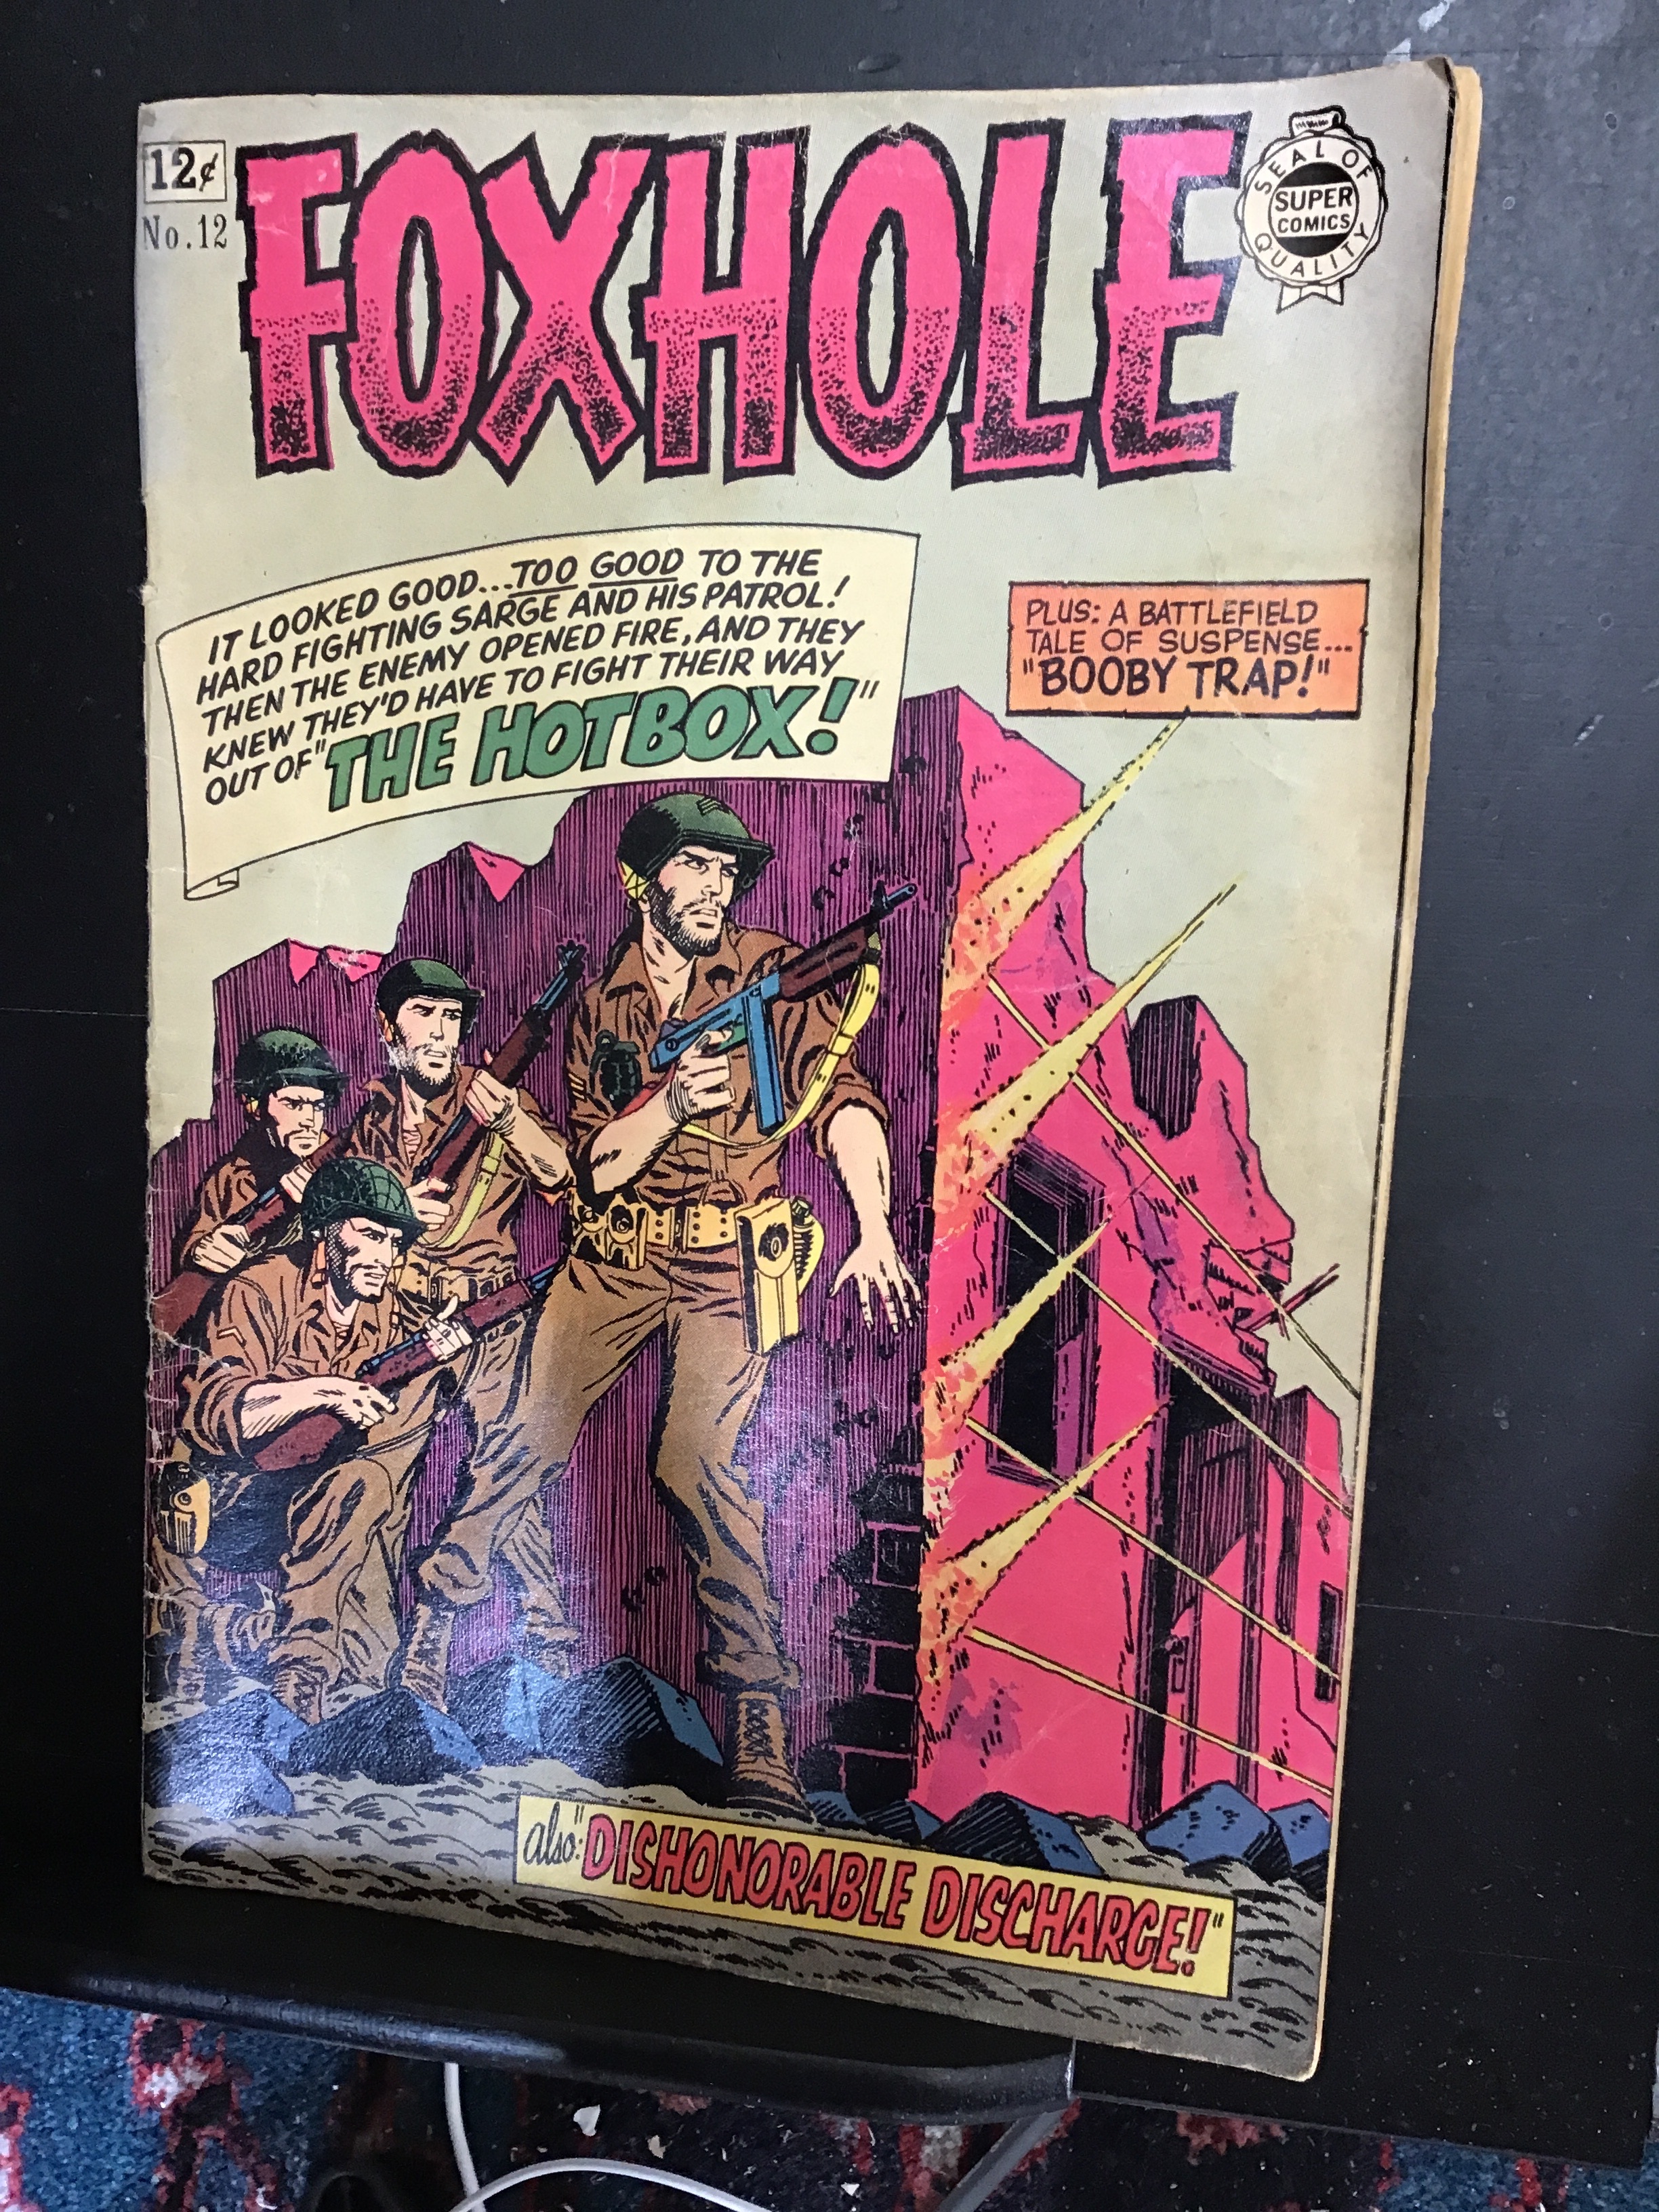 12¢
No.12
FOXHOLE
SEAL OF
SUPER
COMICS
QUALITY
IT LOOKED GOOD...TOO GOOD TO THE
HARD FIGHTING SARGE AND HIS PATROL!
THEN THE ENEMY OPENED FIRE, AND THEY
KNEW THEY'D HAVE TO FIGHT THEIR WAY
OUT OF "THE HOTBOX!"
PLUS: A BATTLEFIELD
TALE OF SUSPENSE...
"BOOBY TRAP!"
also: "DISHONORABLE DISCHARGE!"